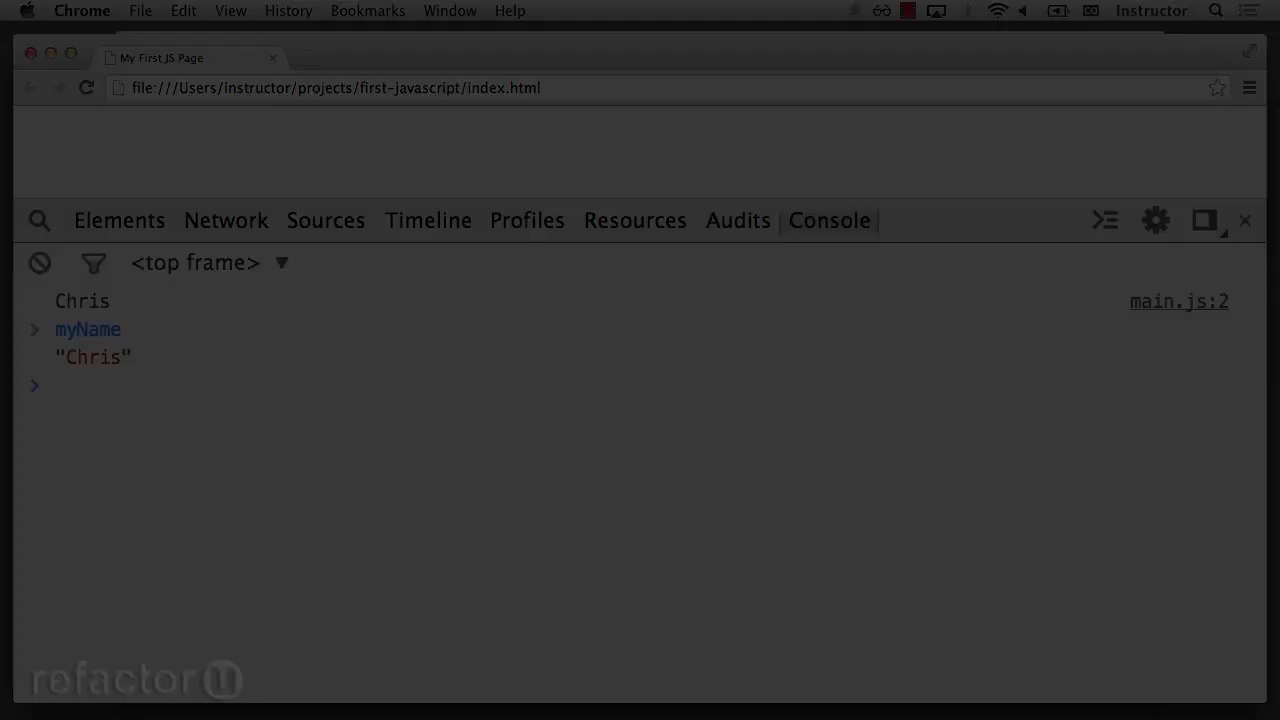 Chrome File Edit View History Bookmarks Window Help Instructor
My First JS Page
file:///Users/instructor/projects/first-javascript/index.html
Elements Network Sources Timeline Profiles Resources Audits Console
<top frame> ▼
Chris main.js:2
> myName
"Chris"
>
refactor u